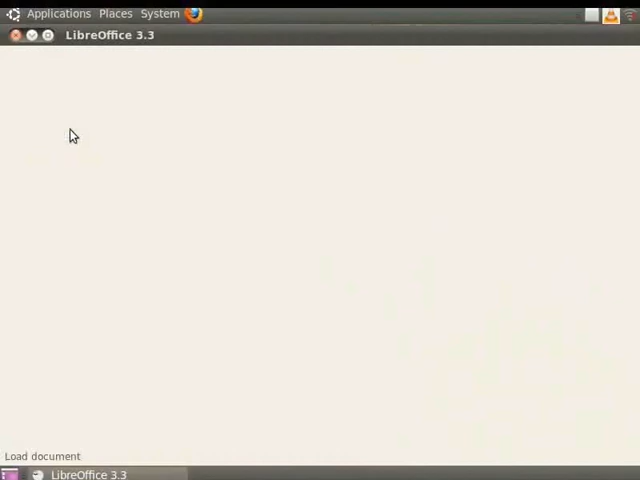 Applications Places System
LibreOffice 3.3
Load document
LibreOffice 3.3